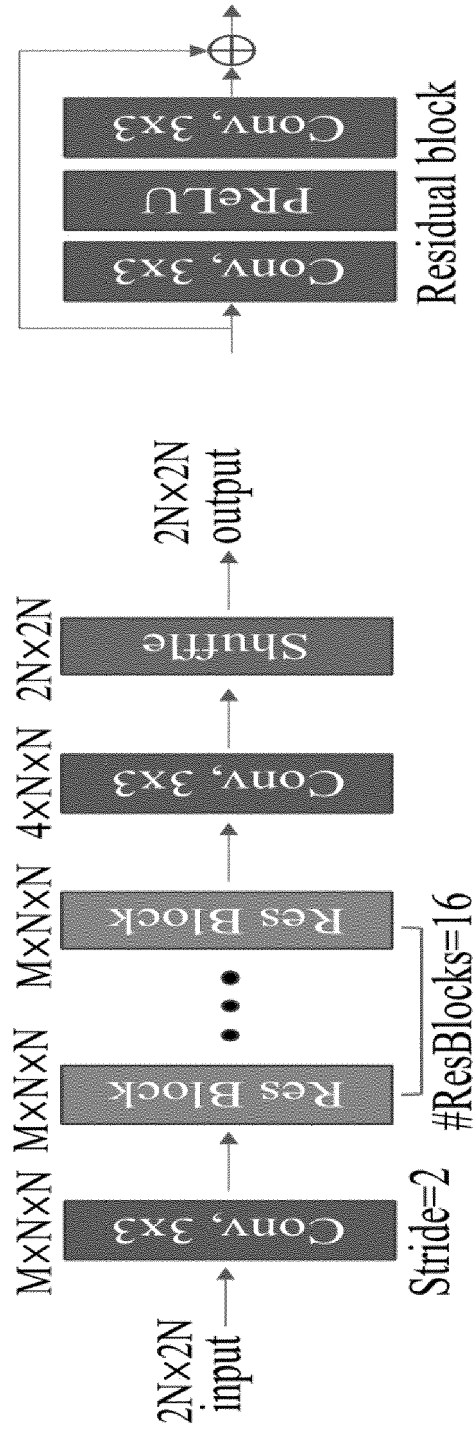 2N×2N
input
M×N×N
Conv, 3x3
Stride=2
M×N×N
Res Block
M×N×N
Res Block
#ResBlocks=16
4×N×N
Conv, 3x3
2N×2N
Shuffle
2N×2N
output
Conv, 3x3
PReLU
Conv, 3x3
Residual block